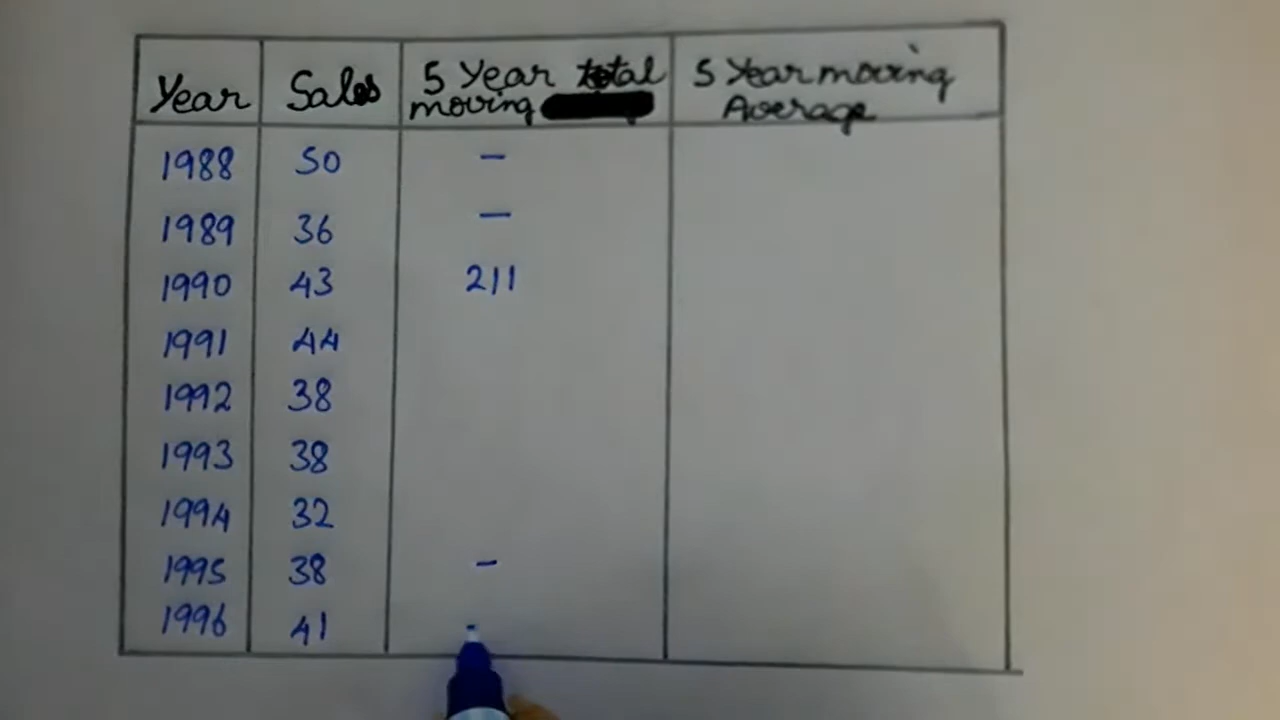 Year Sales 5 Year total moving 5 Year moving Average
1988 50 –
1989 36 –
1990 43 211
1991 44
1992 38
1993 38
1994 32
1995 38 –
1996 41 -